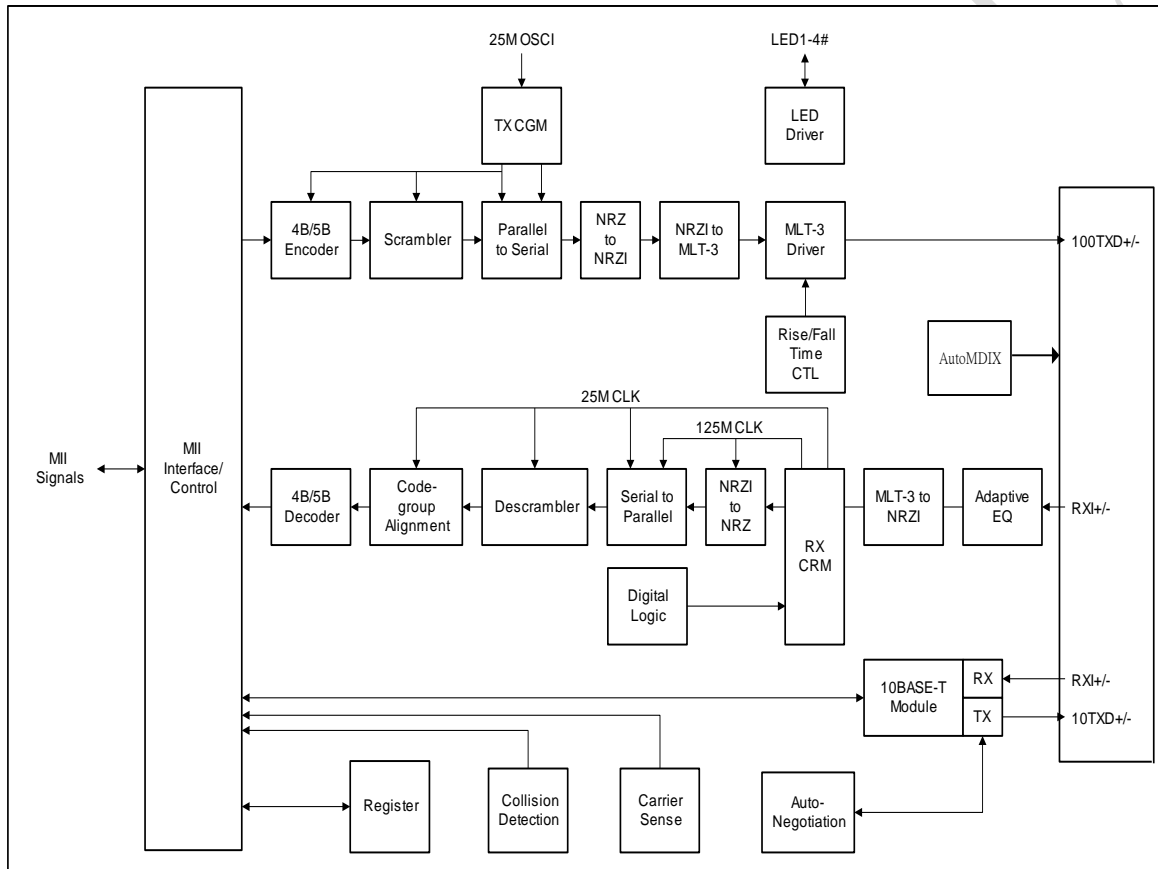 25M OSCI
LED1-4#
TX CGM
LED
Driver
4B/5B
Encoder
Scrambler
Parallel
to Serial
NRZ
to
NRZI
NRZI to
MLT-3
MLT-3
Driver
100TXD+/-
Rise/Fall
Time
CTL
AutoMDIX
25M CLK
125M CLK
MII
Signals
MII
Interface/
Control
4B/5B
Decoder
Code-
group
Alignment
Descrambler
Serial to
Parallel
NRZI
to
NRZ
RX
CRM
MLT-3 to
NRZI
Adaptive
EQ
RXI+/-
Digital
Logic
10BASE-T
Module
RX
TX
RXI+/-
10TXD+/-
Register
Collision
Detection
Carrier
Sense
Auto-
Negotiation